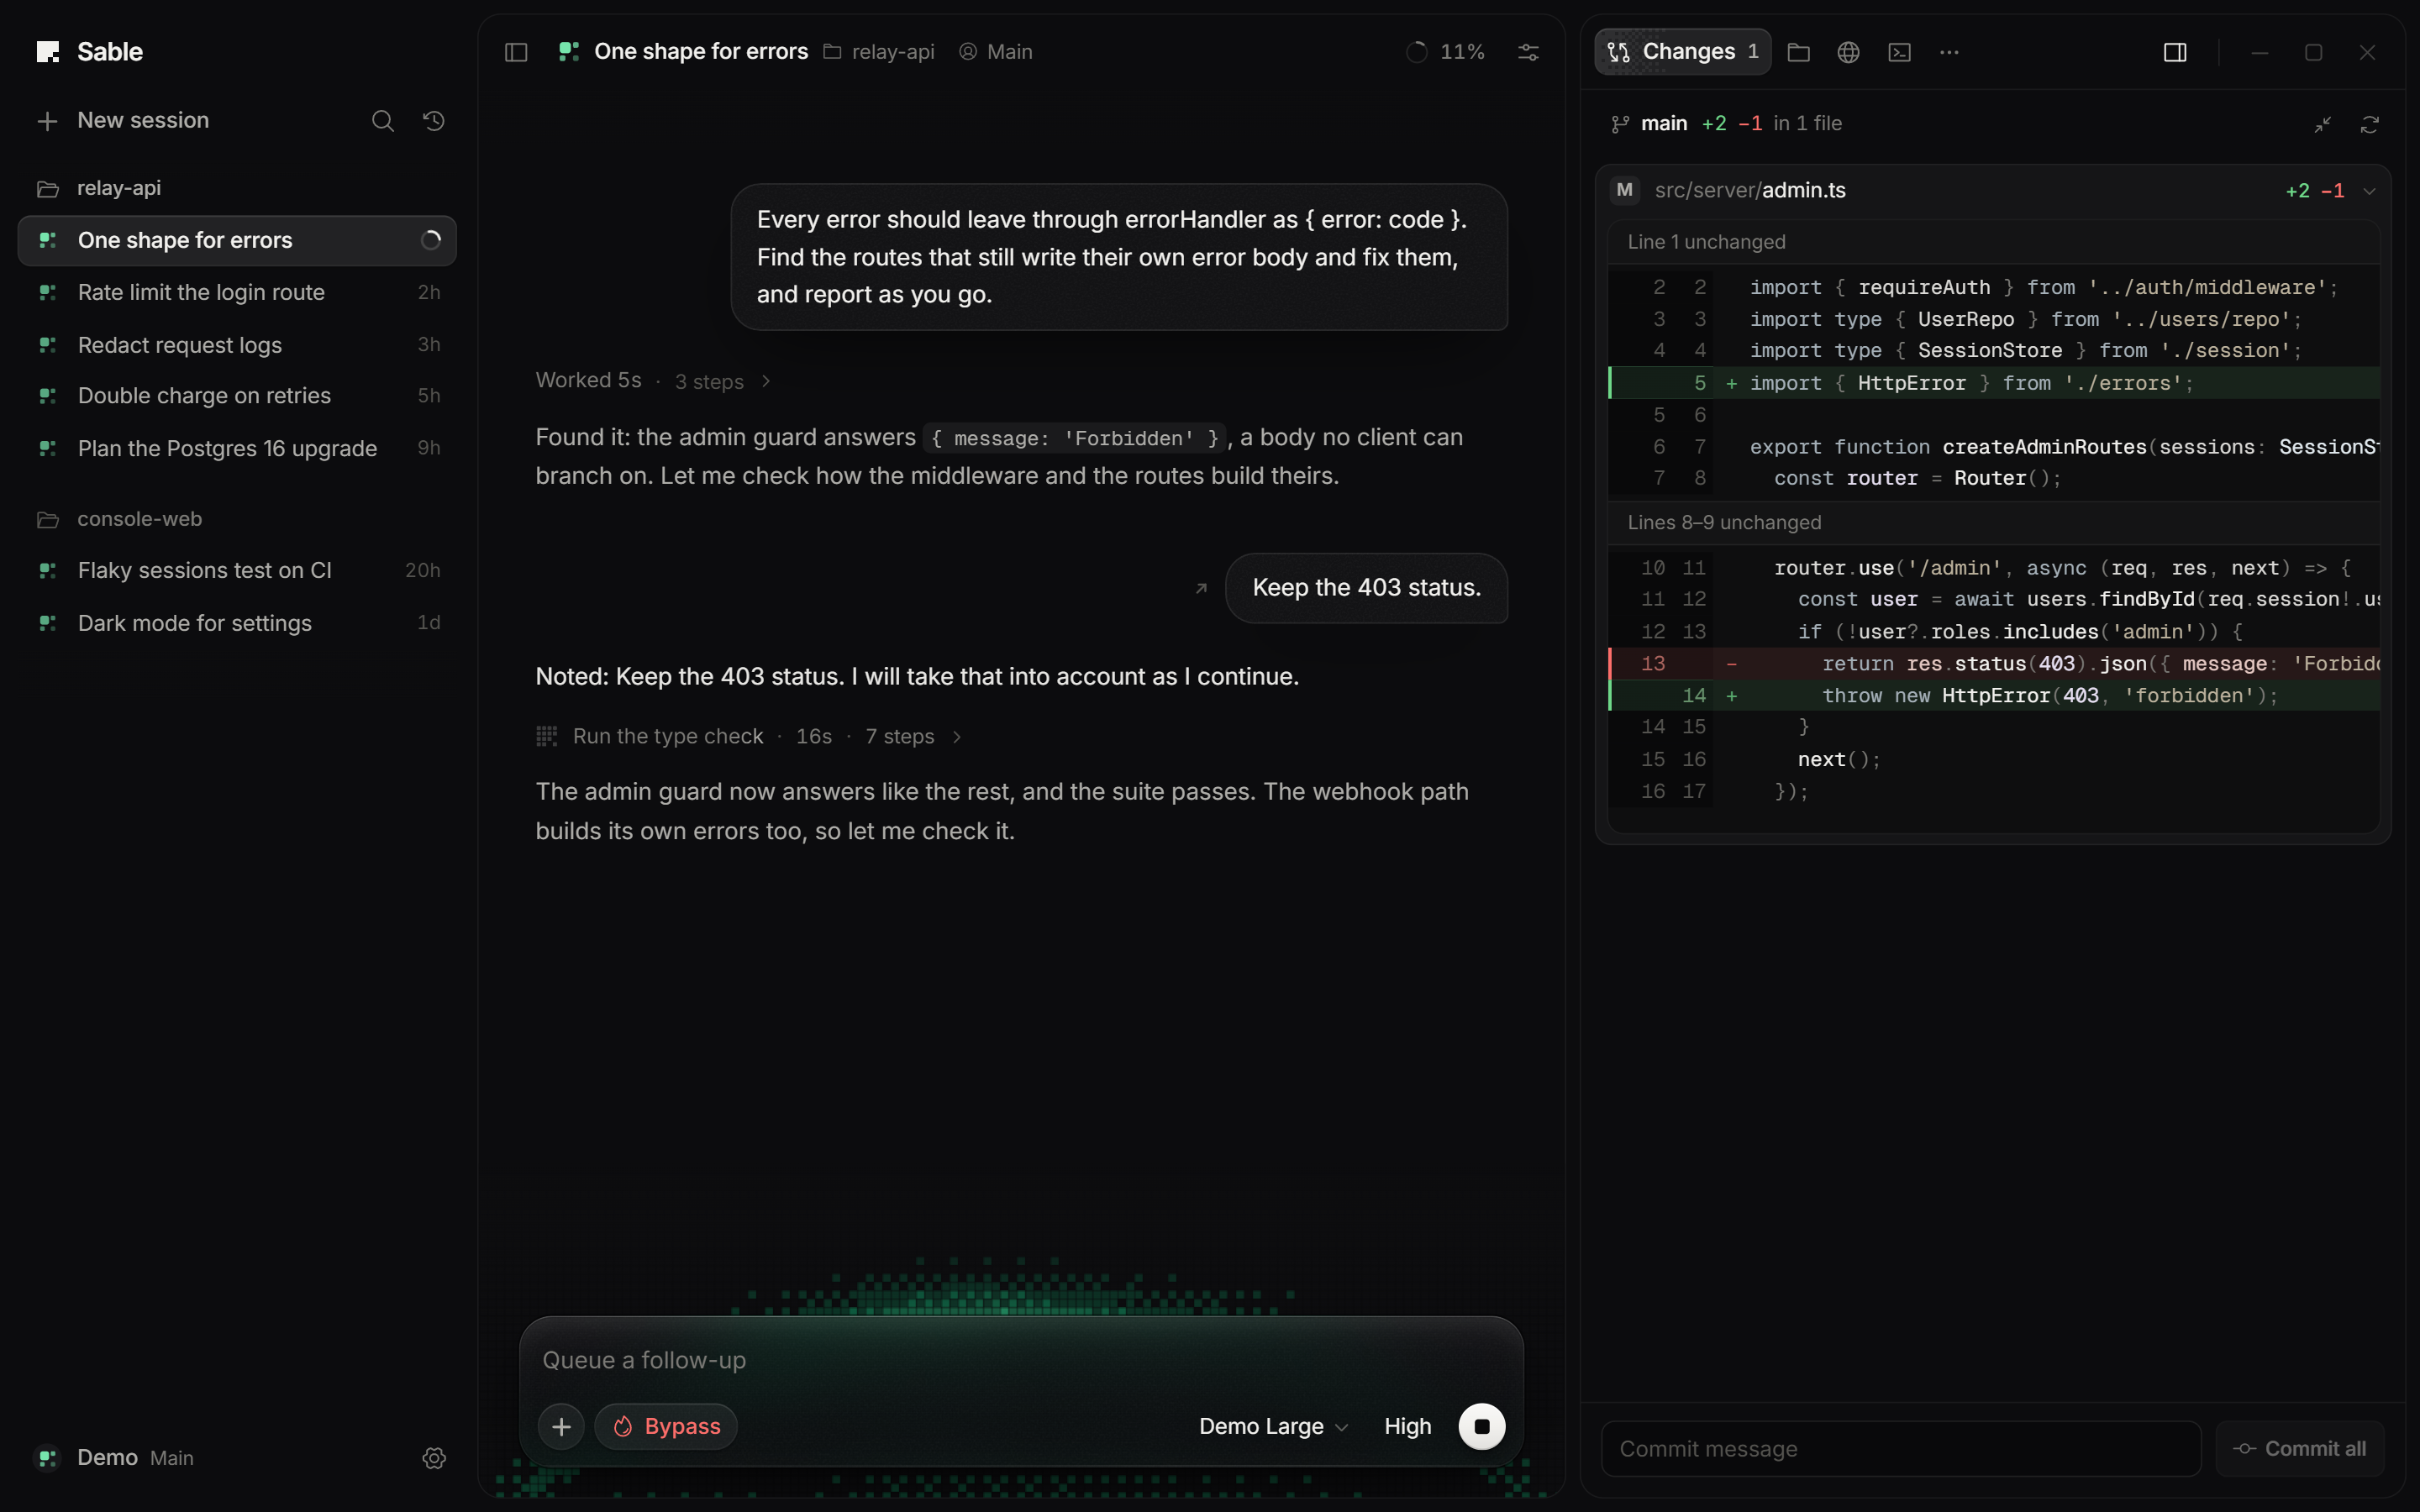 Sable
New session
relay-api
One shape for errors
Rate limit the login route 2h
Redact request logs 3h
Double charge on retries 5h
Plan the Postgres 16 upgrade 9h
console-web
Flaky sessions test on CI 20h
Dark mode for settings 1d
Demo Main
One shape for errors relay-api Main 11%
Every error should leave through errorHandler as { error: code }.
Find the routes that still write their own error body and fix them,
and report as you go.
Worked 5s · 3 steps
Found it: the admin guard answers { message: 'Forbidden' }, a body no client can
branch on. Let me check how the middleware and the routes build theirs.
Keep the 403 status.
Noted: Keep the 403 status. I will take that into account as I continue.
Run the type check · 16s · 7 steps
The admin guard now answers like the rest, and the suite passes. The webhook path
builds its own errors too, so let me check it.
Queue a follow-up
Bypass
Demo Large High
Changes 1
main +2 −1 in 1 file
M src/server/admin.ts +2 −1
Line 1 unchanged
2 2 import { requireAuth } from '../auth/middleware';
3 3 import type { UserRepo } from '../users/repo';
4 4 import type { SessionStore } from './session';
5 + import { HttpError } from './errors';
5 6
6 7 export function createAdminRoutes(sessions: SessionSt
7 8 const router = Router();
Lines 8–9 unchanged
10 11 router.use('/admin', async (req, res, next) => {
11 12 const user = await users.findById(req.session!.us
12 13 if (!user?.roles.includes('admin')) {
13 − return res.status(403).json({ message: 'Forbidd
14 + throw new HttpError(403, 'forbidden');
14 15 }
15 16 next();
16 17 });
Commit message
Commit all